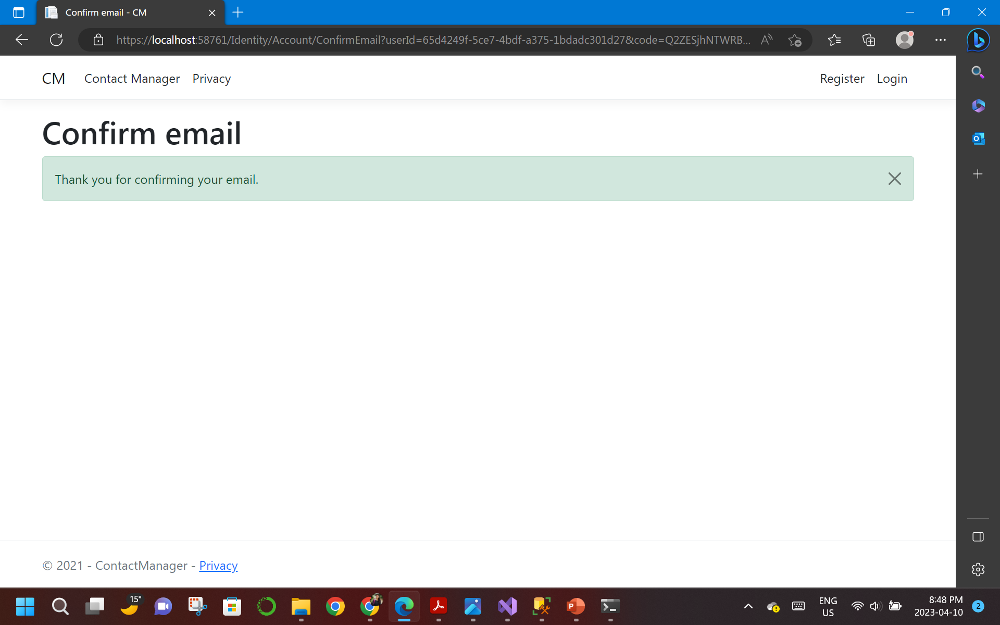 Confirm email - CM
https://localhost:58761/Identity/Account/ConfirmEmail?userId=65d4249f-5ce7-4bdf-a375-1bdadc301d27&code=Q2ZESjhNTWRB...
CM Contact Manager Privacy Register Login
Confirm email
Thank you for confirming your email.
© 2021 - ContactManager - Privacy
15°
ENG
US
8:48 PM
2023-04-10
2